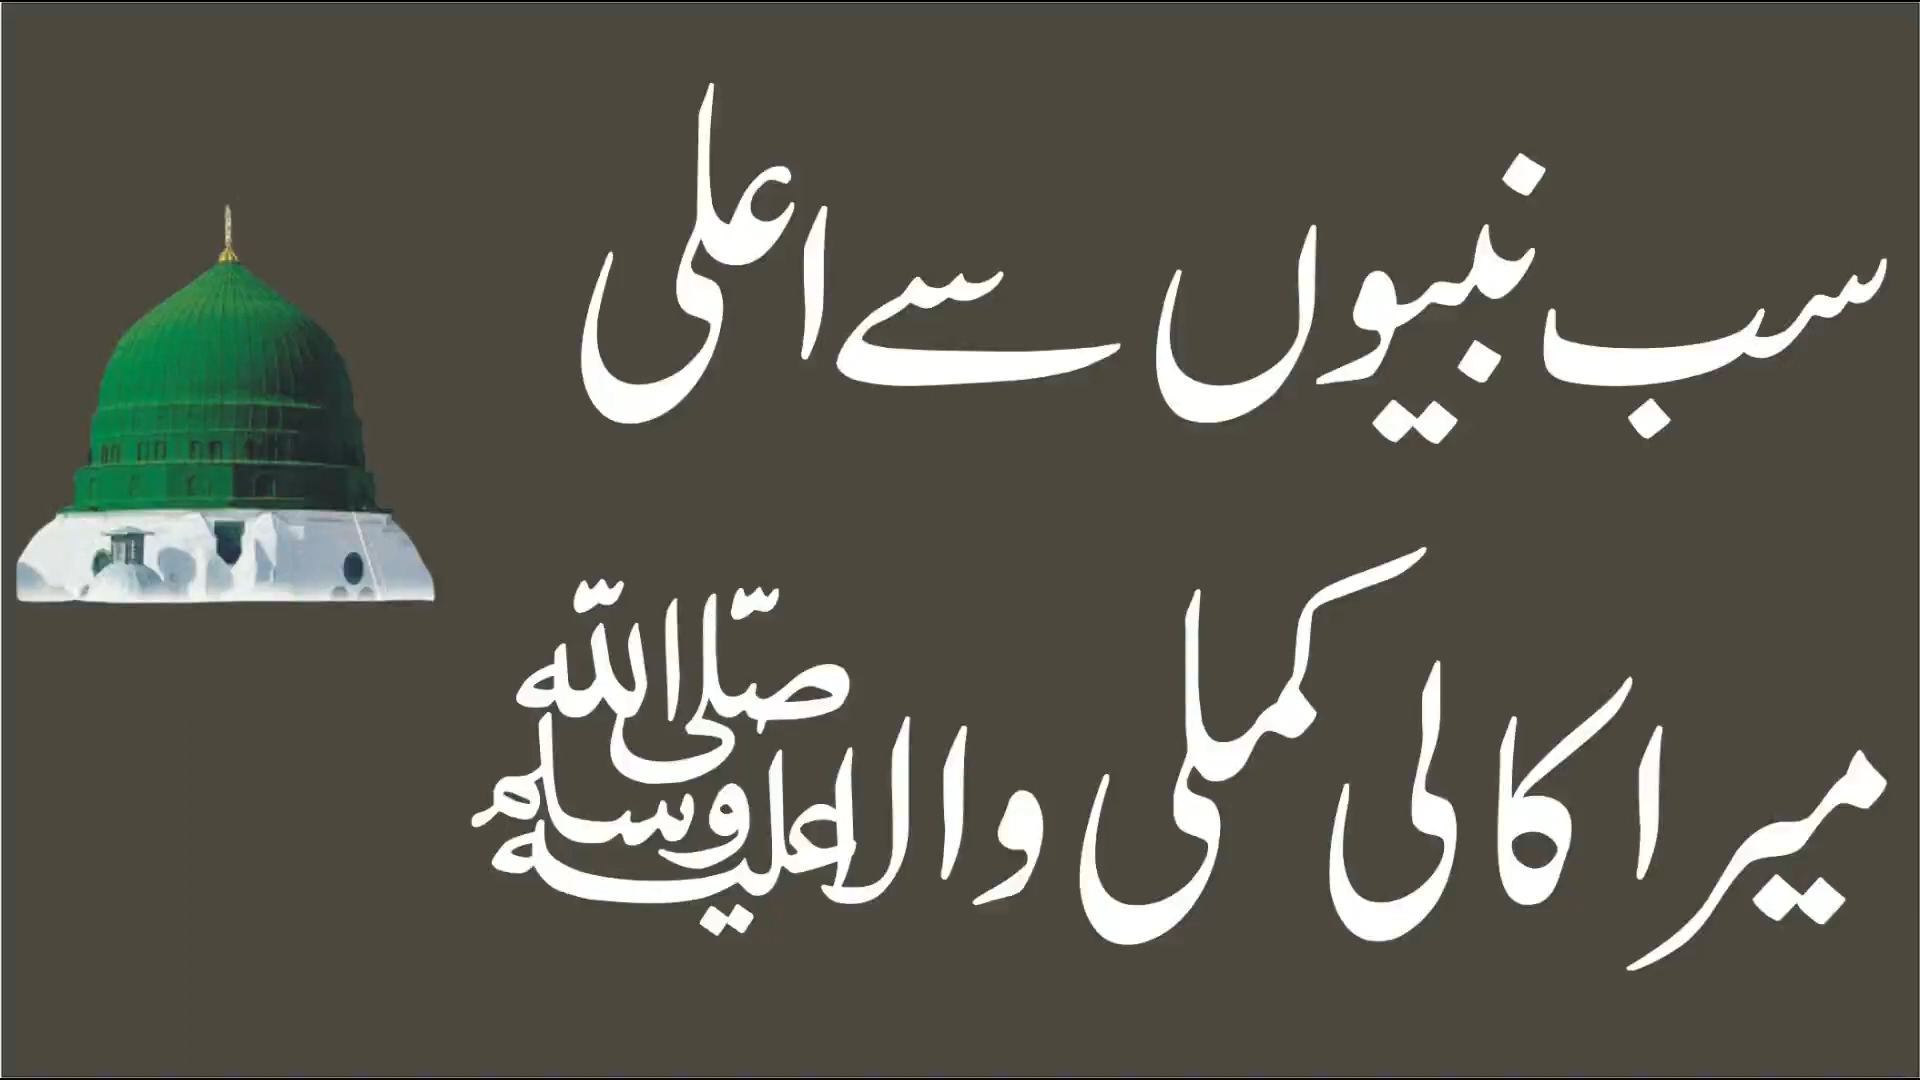 سب نبیوں سے اعلی
میرا کالی کملی والا صلی اللہ علیہ وسلم